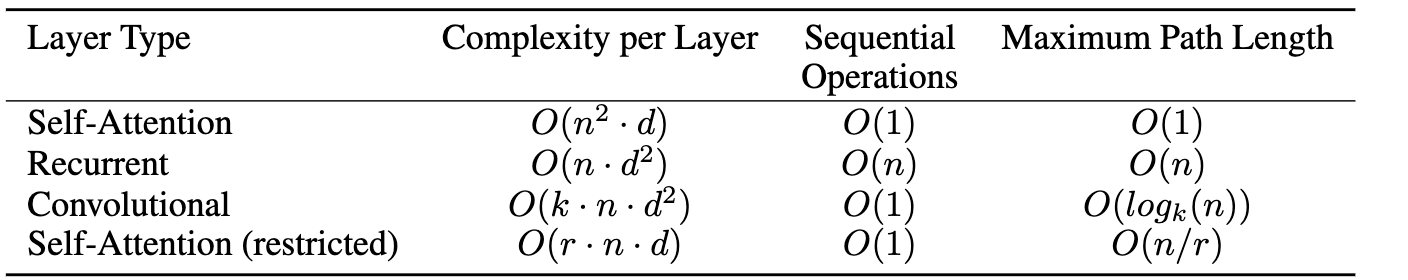 Layer Type Complexity per Layer Sequential Maximum Path Length
Operations
Self-Attention O(n² · d) O(1) O(1)
Recurrent O(n · d²) O(n) O(n)
Convolutional O(k · n · d²) O(1) O(logₖ(n))
Self-Attention (restricted) O(r · n · d) O(1) O(n/r)